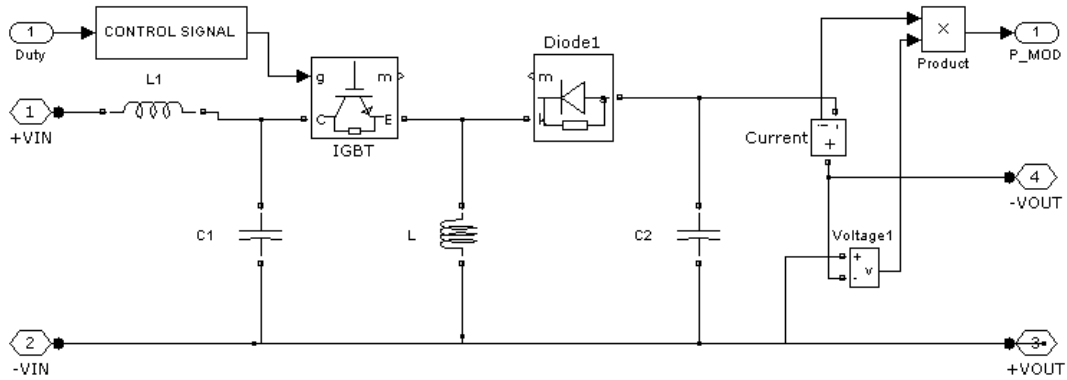 1
Duty
CONTROL SIGNAL
g
m
C
E
IGBT
L1
1
+VIN
Diode1
m
k
a
Product
×
1
P_MOD
Current
-
+
4
-VOUT
C1
L
C2
Voltage1
+
-
v
2
-VIN
3
+VOUT